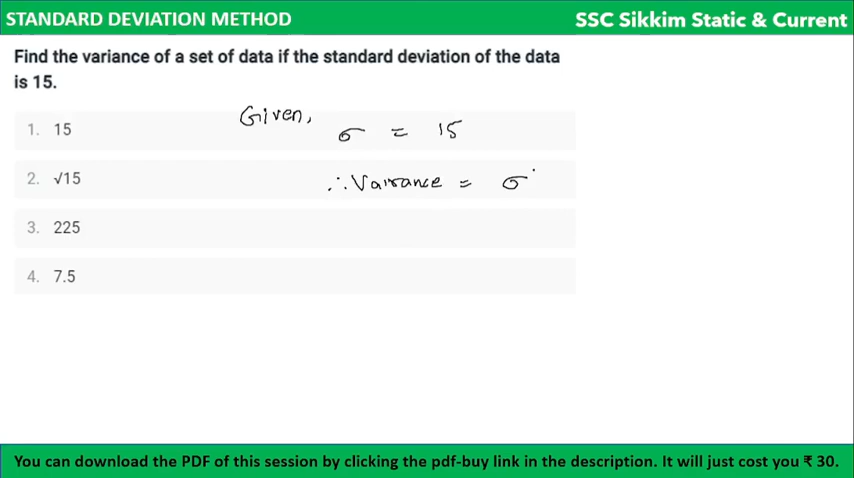 STANDARD DEVIATION METHOD
SSC Sikkim Static & Current
Find the variance of a set of data if the standard deviation of the data
is 15.
Given,
1. 15
σ = 15
2. √15
∴ Vairance = σ
3. 225
4. 7.5
You can download the PDF of this session by clicking the pdf-buy link in the description. It will just cost you ₹ 30.